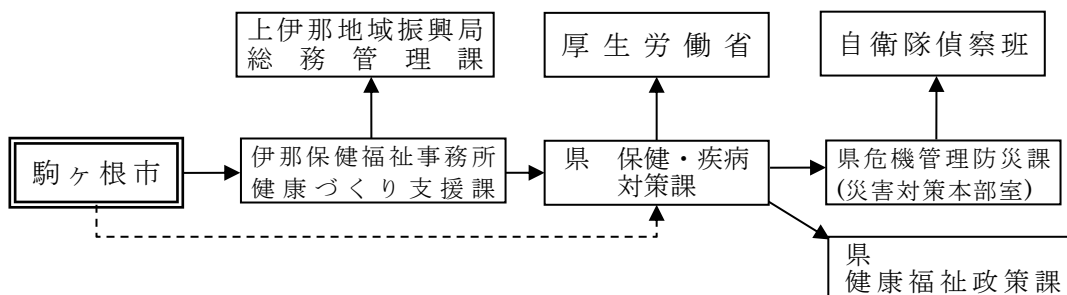 上伊那地域振興局
総務管理課
厚生労働省
自衛隊偵察班
駒ヶ根市
伊那保健福祉事務所
健康づくり支援課
県 保健・疾病
対策課
県危機管理防災課
(災害対策本部室)
県
健康福祉政策課